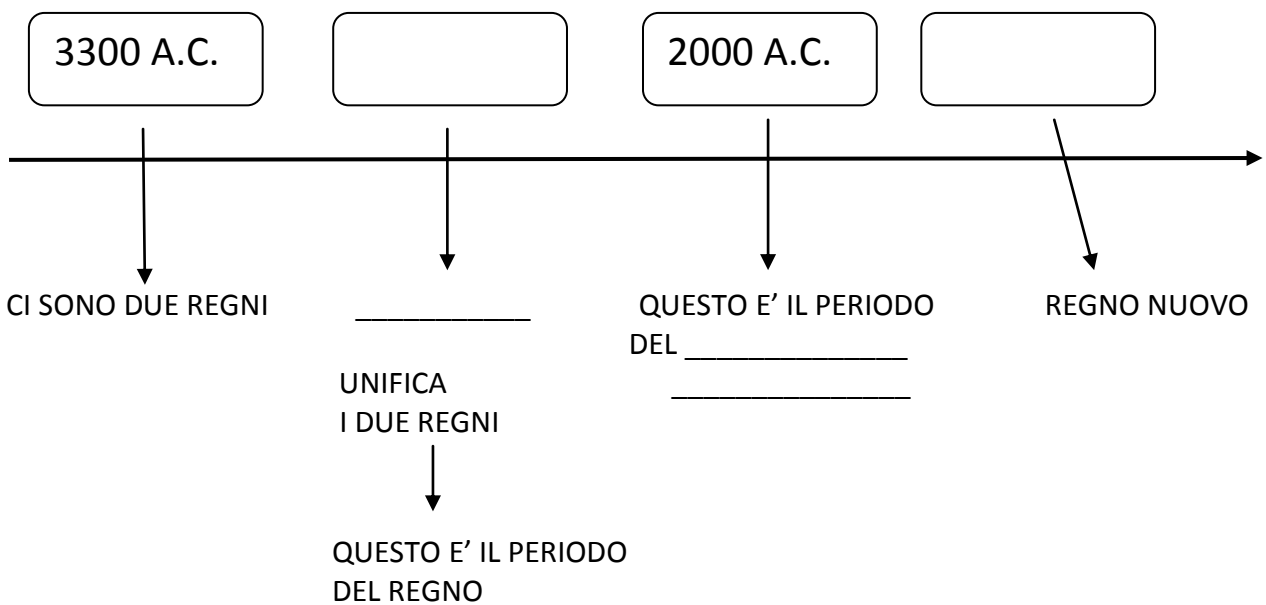 3300 A.C.
2000 A.C.
CI SONO DUE REGNI
___________
UNIFICA
I DUE REGNI
QUESTO E’ IL PERIODO
DEL REGNO
QUESTO E’ IL PERIODO
DEL ______________
_______________
REGNO NUOVO